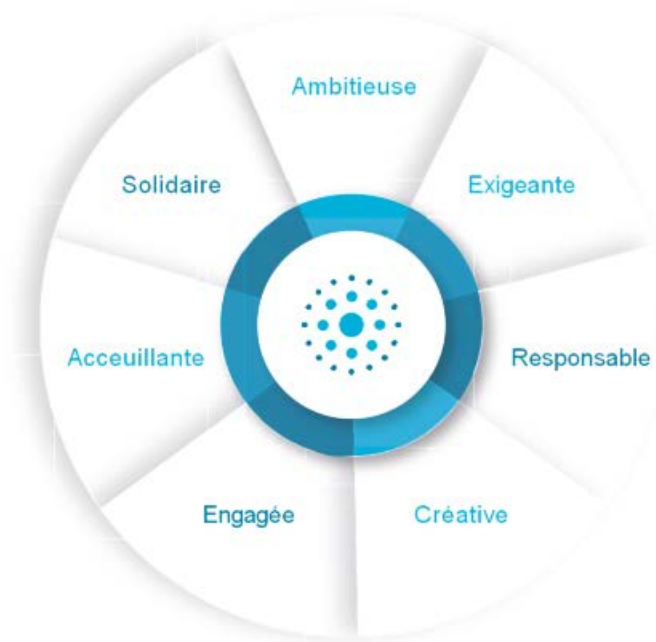 Ambitieuse
Solidaire
Exigeante
Acceuillante
Responsable
Engagée
Créative